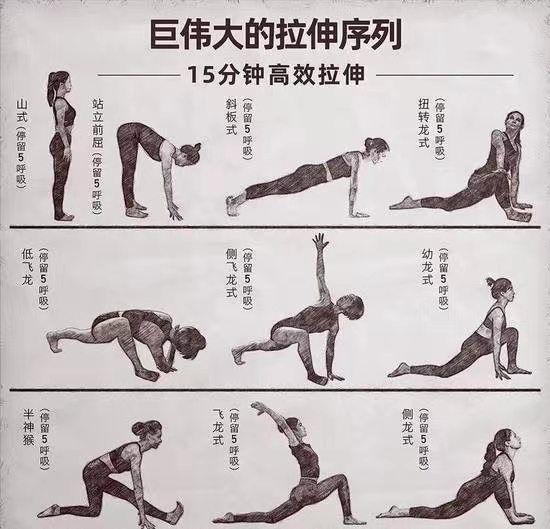 巨伟大的拉伸序列
15分钟高效拉伸
山式(停留5呼吸)
站立前屈(停留5呼吸)
斜板式(停留5呼吸)
扭转龙式(停留5呼吸)
低飞龙(停留5呼吸)
侧飞龙式(停留5呼吸)
幼龙式(停留5呼吸)
半神猴(停留5呼吸)
飞龙式(停留5呼吸)
侧龙式(停留5呼吸)